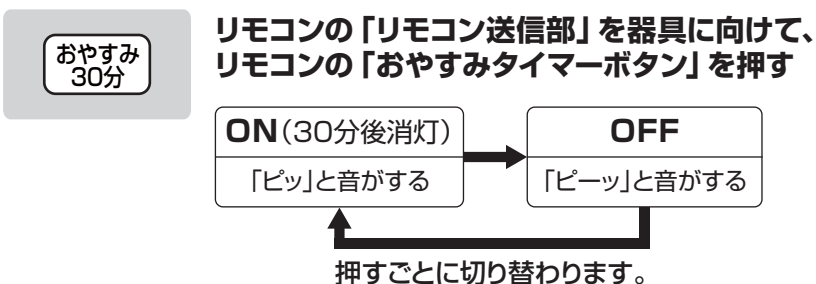 おやすみ
30分
リモコンの「リモコン送信部」を器具に向けて、
リモコンの「おやすみタイマーボタン」を押す
ON（30分後消灯）
「ピッ」と音がする
OFF
「ピーッ」と音がする
押すごとに切り替わります。